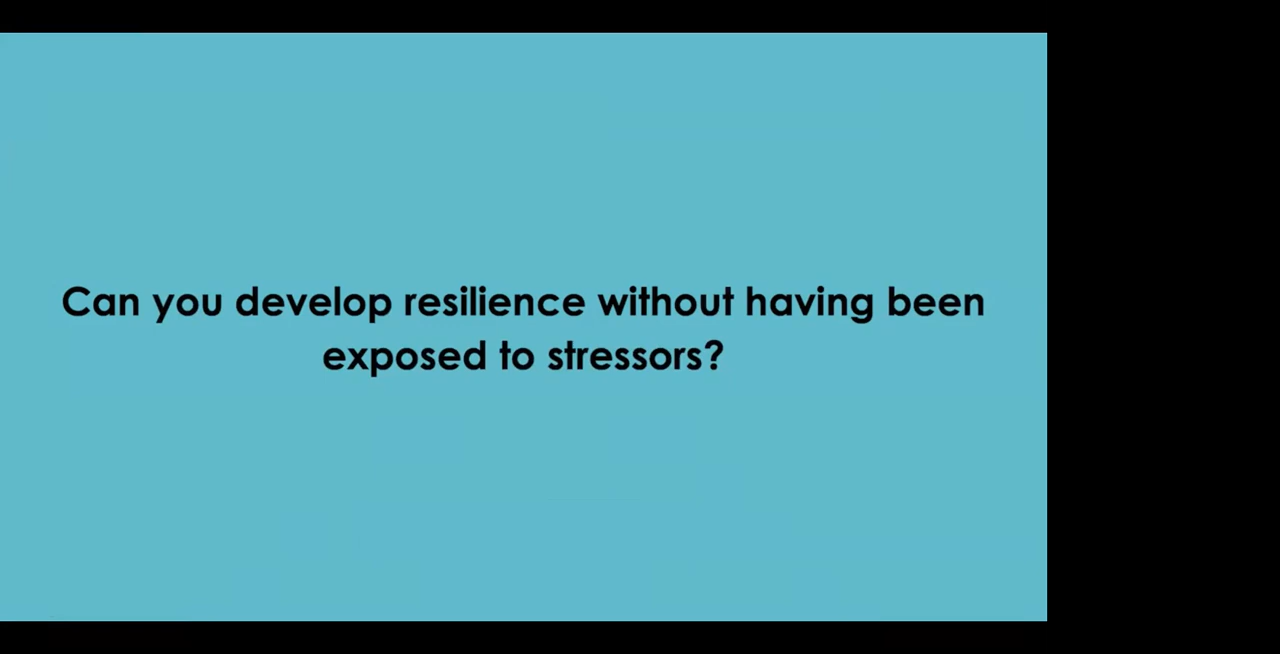 Can you develop resilience without having been
exposed to stressors?